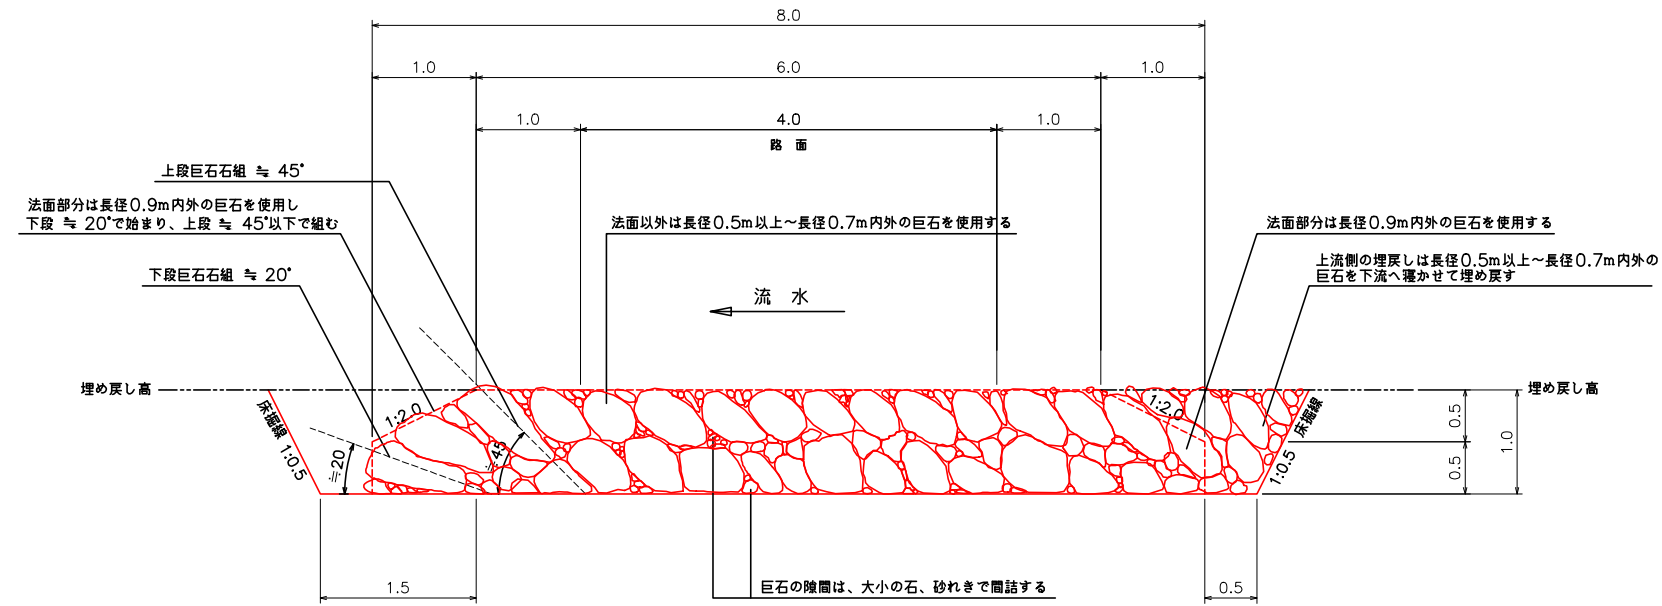 8.0
1.0
6.0
1.0
1.0
4.0
1.0
路 面
上段巨石石組 ≒ 45°
法面部分は長径0.9m内外の巨石を使用し
下段 ≒ 20°で始まり、上段 ≒ 45°以下で組む
法面以外は長径0.5m以上～長径0.7m内外の巨石を使用する
法面部分は長径0.9m内外の巨石を使用する
下段巨石石組 ≒ 20°
上流側の埋戻しは長径0.5m以上～長径0.7m内外の
巨石を下流へ寝かせて埋め戻す
流 水
埋め戻し高
埋め戻し高
床掘線 1:0.5
1:2.0
≒20
≒45
1:2.0
床掘線
1:0.5
0.5
0.5
1.0
1.5
巨石の隙間は、大小の石、砂れきで間詰する
0.5